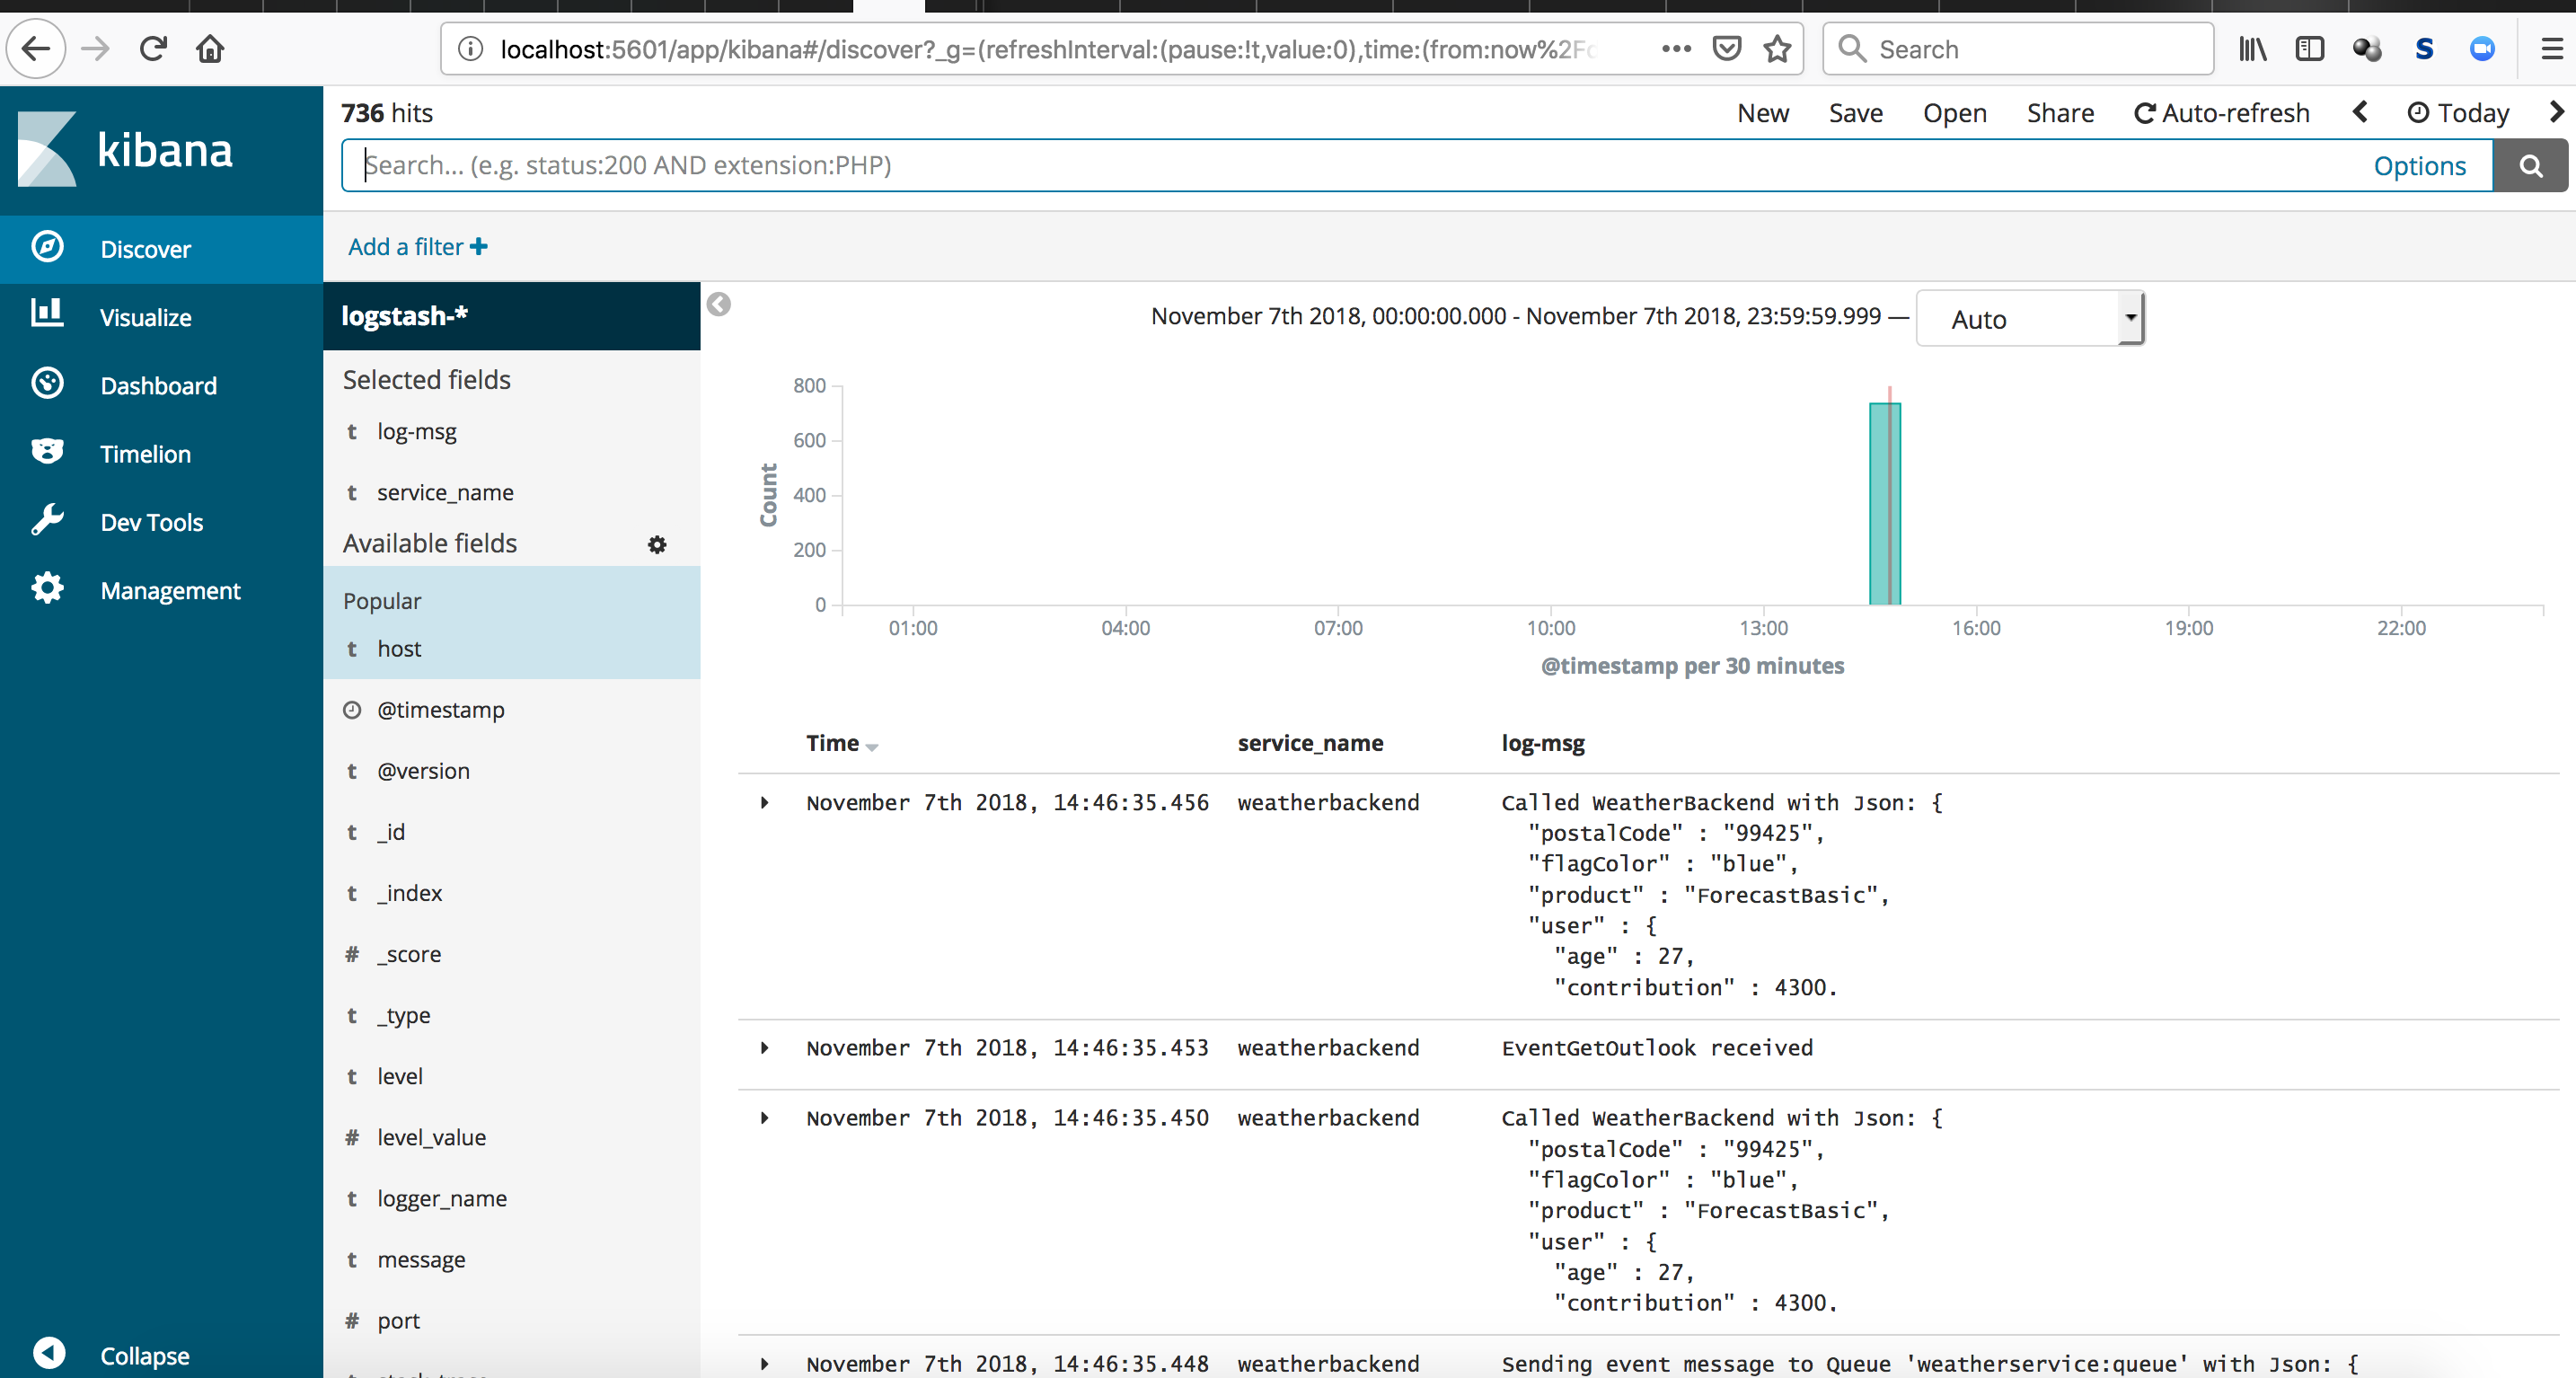 localhost:5601/app/kibana#/discover?_g=(refreshInterval:(pause:!t,value:0),time:(from:now%2F
Search
kibana
Discover
Visualize
Dashboard
Timelion
Dev Tools
Management
Collapse
736 hits
New Save Open Share Auto-refresh Today
Search... (e.g. status:200 AND extension:PHP)
Options
Add a filter +
logstash-*
Selected fields
t log-msg
t service_name
Available fields
Popular
t host
@timestamp
t @version
t _id
t _index
# _score
t _type
t level
# level_value
t logger_name
t message
# port
November 7th 2018, 00:00:00.000 - November 7th 2018, 23:59:59.999 — Auto
Count
800
600
400
200
0
01:00 04:00 07:00 10:00 13:00 16:00 19:00 22:00
@timestamp per 30 minutes
Time service_name log-msg
November 7th 2018, 14:46:35.456 weatherbackend Called WeatherBackend with Json: {
"postalCode" : "99425",
"flagColor" : "blue",
"product" : "ForecastBasic",
"user" : {
"age" : 27,
"contribution" : 4300.
November 7th 2018, 14:46:35.453 weatherbackend EventGetOutlook received
November 7th 2018, 14:46:35.450 weatherbackend Called WeatherBackend with Json: {
"postalCode" : "99425",
"flagColor" : "blue",
"product" : "ForecastBasic",
"user" : {
"age" : 27,
"contribution" : 4300.
November 7th 2018, 14:46:35.448 weatherbackend Sending event message to Queue 'weatherservice:queue' with Json: {